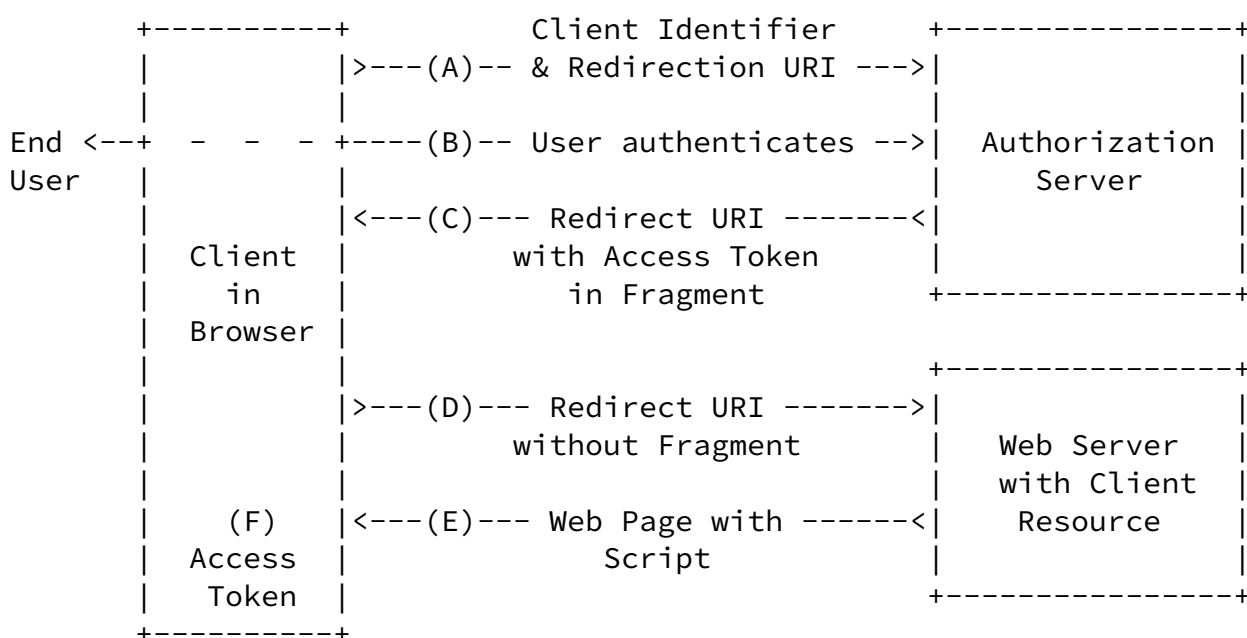 +----------+          Client Identifier     +----------------+
|          |>---(A)-- & Redirection URI --->|                |
|          |                                |                |
End <--+  -  -  - +----(B)-- User authenticates -->|  Authorization |
User   |          |                                |     Server     |
|          |<---(C)--- Redirect URI -------<|                |
|  Client  |         with Access Token      |                |
|    in    |            in Fragment         +----------------+
|  Browser |
|          |                                +----------------+
|          |>---(D)--- Redirect URI ------->|                |
|          |         without Fragment       |   Web Server   |
|          |                                |   with Client  |
|    (F)   |<---(E)--- Web Page with ------<|    Resource    |
|  Access  |              Script            |                |
|   Token  |                                +----------------+
+----------+